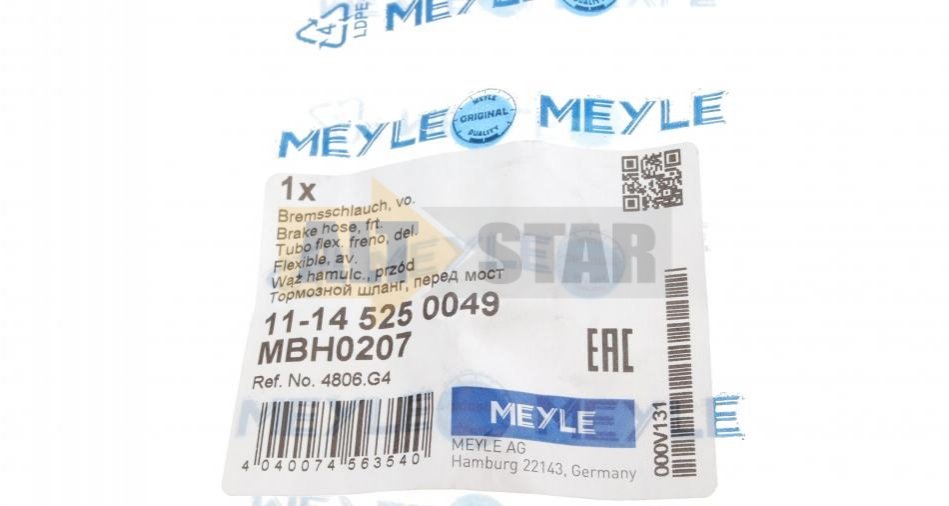 4
LDPE
MEYLE
MEYLE ORIGINAL QUALITY
MEYLE
1x
Bremsschlauch, vo.
Brake hose, frt.
Tubo flex. freno, del.
Flexible, av.
Wąż hamulc., przód
Тормозной шланг, перед мост
STAR
11-14 525 0049
MBH0207
Ref. No. 4806.G4
EAC
MEYLE
MEYLE AG
Hamburg 22143, Germany
4 040074 563540
000V131